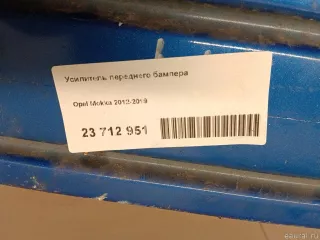 Усилитель переднего бампера
Opel Mokka 2012-2019
23 712 951